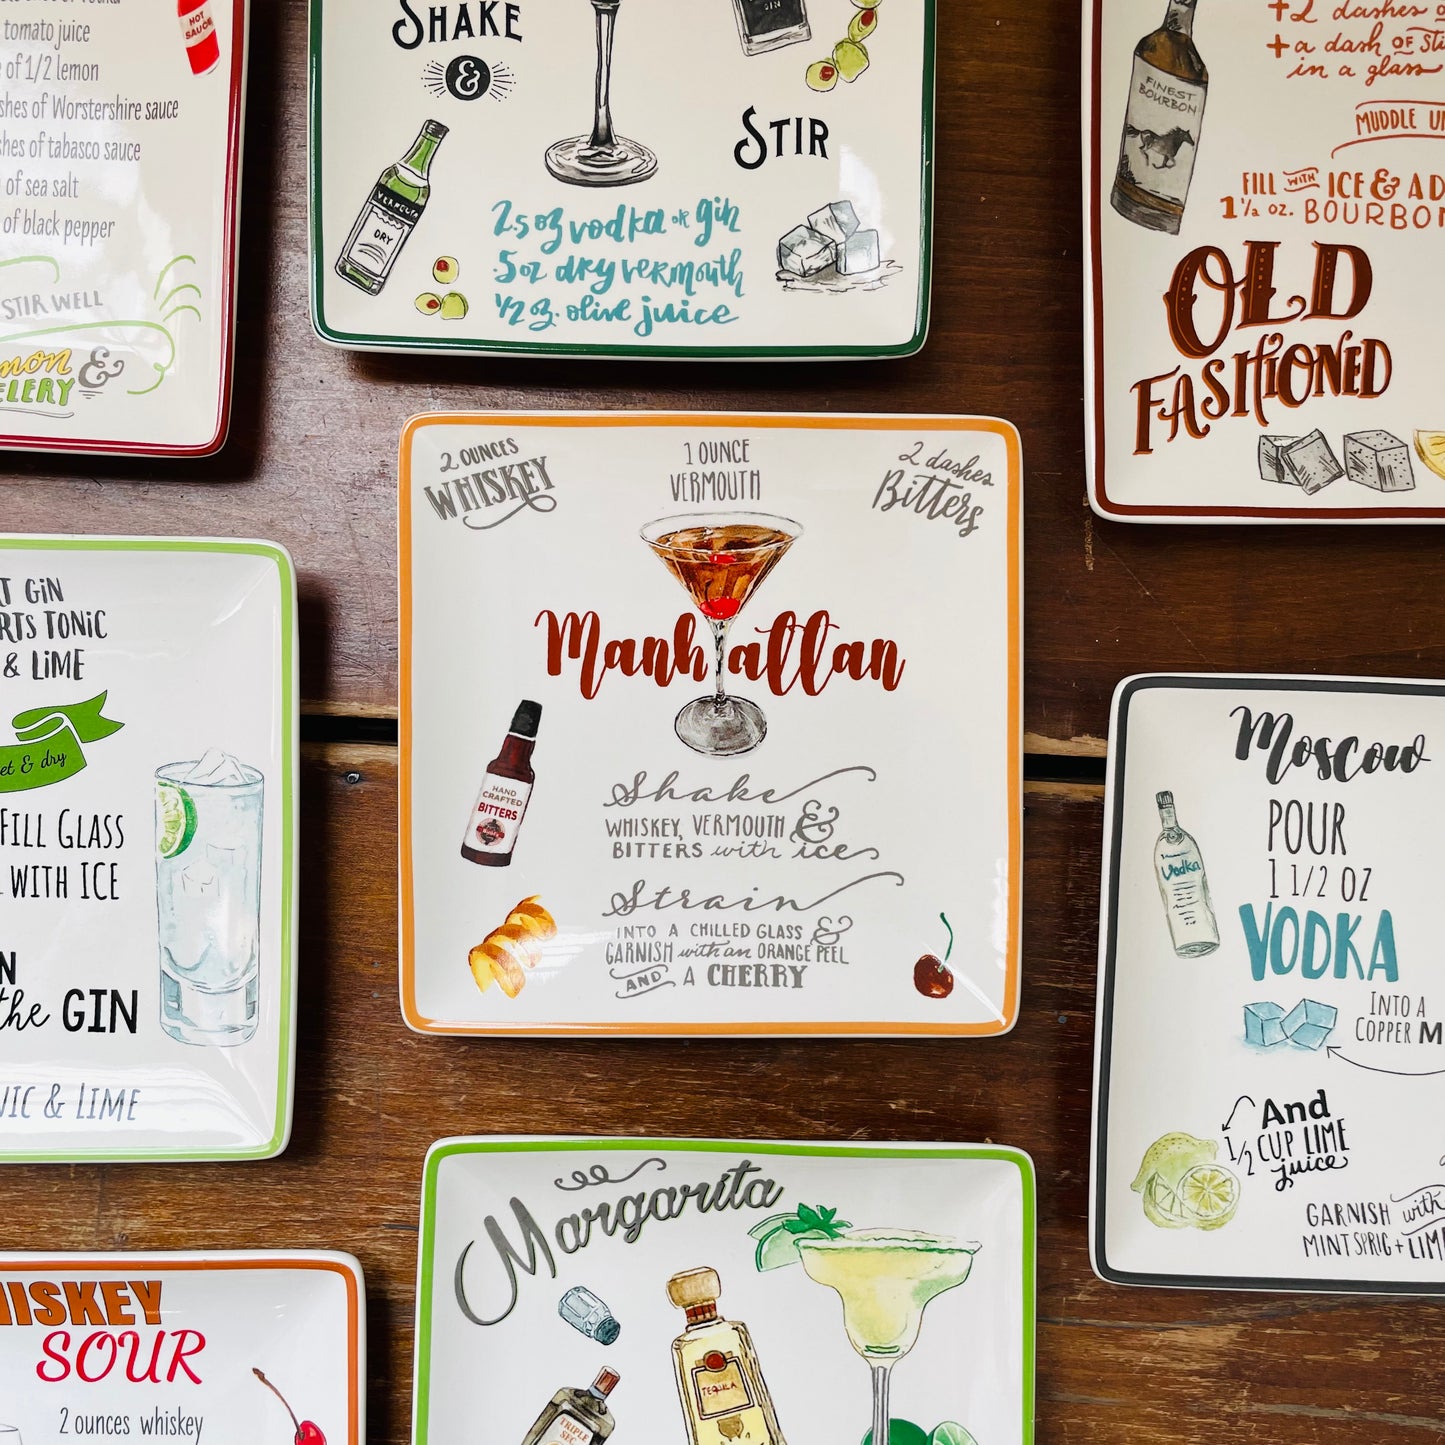 tomato juice
of 1/2 lemon
of Worstershire sauce
of tabasco sauce
of sea salt
of black pepper
STIR WELL
&
HOT
SAUCE
SHAKE
&
STIR
GIN
VERMOUTH
DRY
2.5 oz vodka or gin
.5 oz dry vermouth
1/2 oz. olive juice
+2 dashes
+a dash OF
in a glass
MUDDLE
FILL WITH ICE &
1 1/2 OZ. BOURBON
OLD
FASHIONED
FINEST
BOURBON
2 OUNCES
WHISKEY
1 OUNCE
VERMOUTH
2 dashes
Bitters
Manhattan
HAND
CRAFTED
BITTERS
Shake
WHISKEY, VERMOUTH &
BITTERS with ice
Strain
INTO A CHILLED GLASS &
GARNISH with an ORANGE PEEL
AND A CHERRY
GIN
TONIC
& LIME
& dry
FILL GLASS
WITH ICE
the GIN
& LIME
Moscow
POUR
1 1/2 OZ
VODKA
Vodka
INTO A
COPPER
And
1/2 CUP LIME
juice
GARNISH with
MINT SPRIG +
Margarita
TEQUILA
TRIPLE
SEC
SOUR
2 ounces whiskey